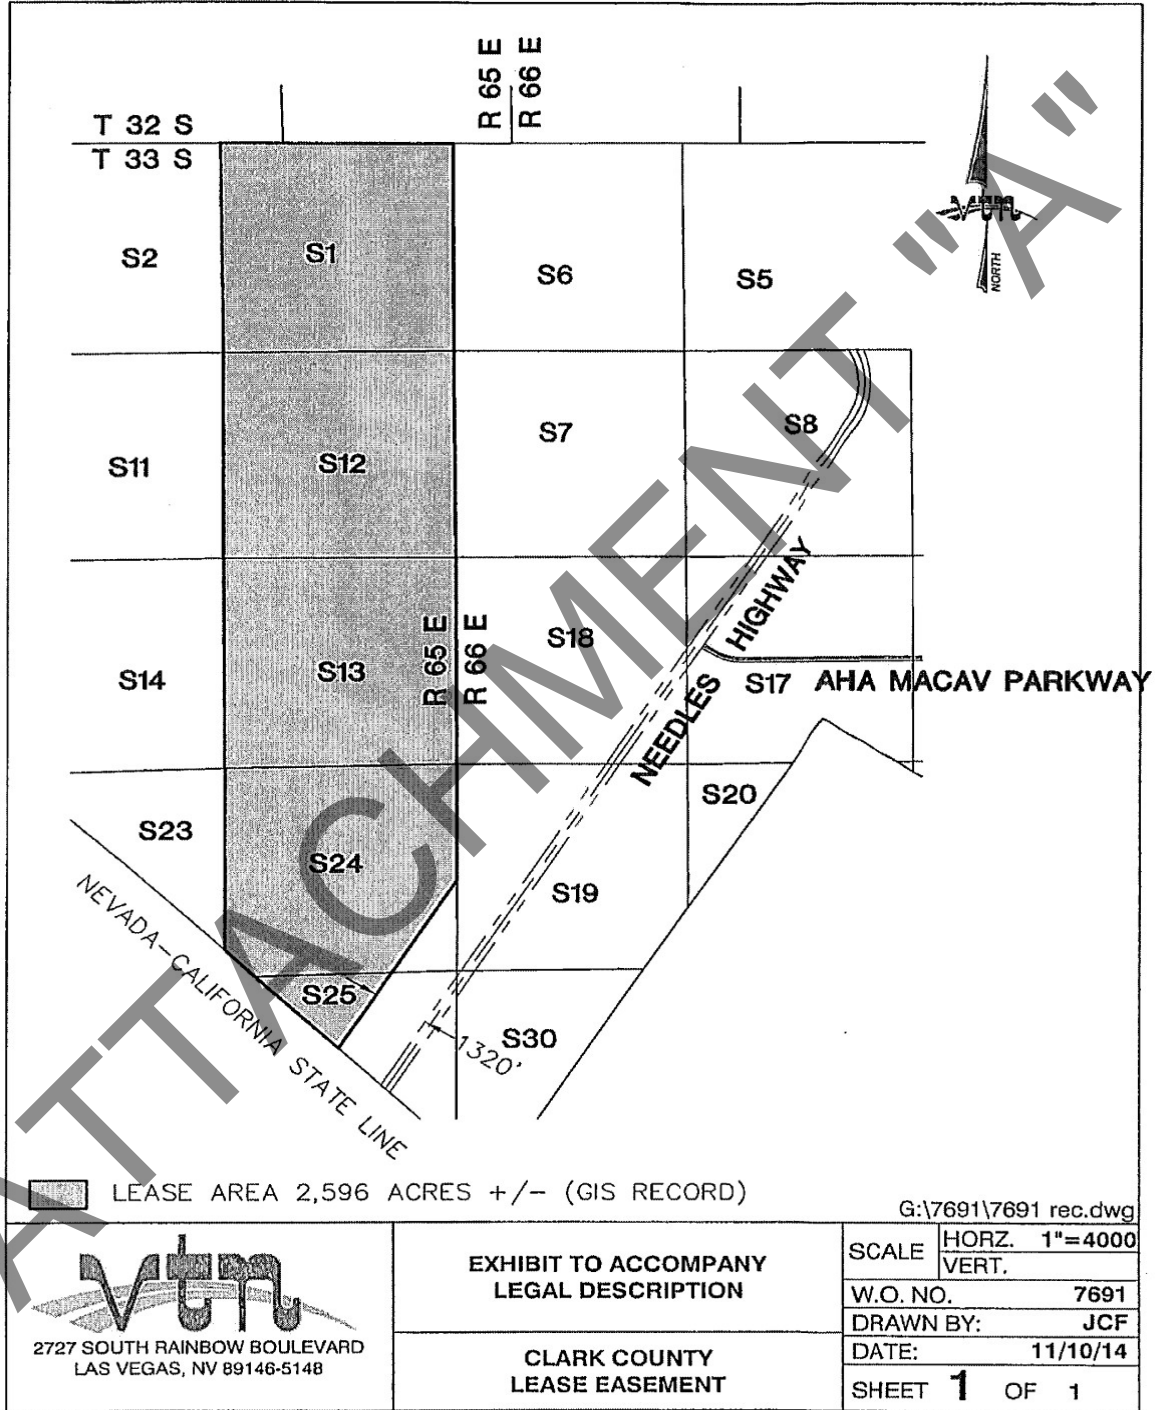 R 65 E
R 66 E
T 32 S
T 33 S
vtn
NORTH
S2
S1
S6
S5
S11
S12
S7
S8
S14
S13
R 65 E
R 66 E
S18
NEEDLES HIGHWAY
S17
AHA MACAV PARKWAY
S23
S24
S19
S20
S25
S30
1320'
NEVADA-CALIFORNIA STATE LINE
ATTACHMENT "A"
LEASE AREA 2,596 ACRES +/- (GIS RECORD)
G:\7691\7691 rec.dwg
vtn
2727 SOUTH RAINBOW BOULEVARD
LAS VEGAS, NV 89146-5148
EXHIBIT TO ACCOMPANY
LEGAL DESCRIPTION
CLARK COUNTY
LEASE EASEMENT
SCALE
HORZ. 1"=4000
VERT.
W.O. NO. 7691
DRAWN BY: JCF
DATE: 11/10/14
SHEET 1 OF 1